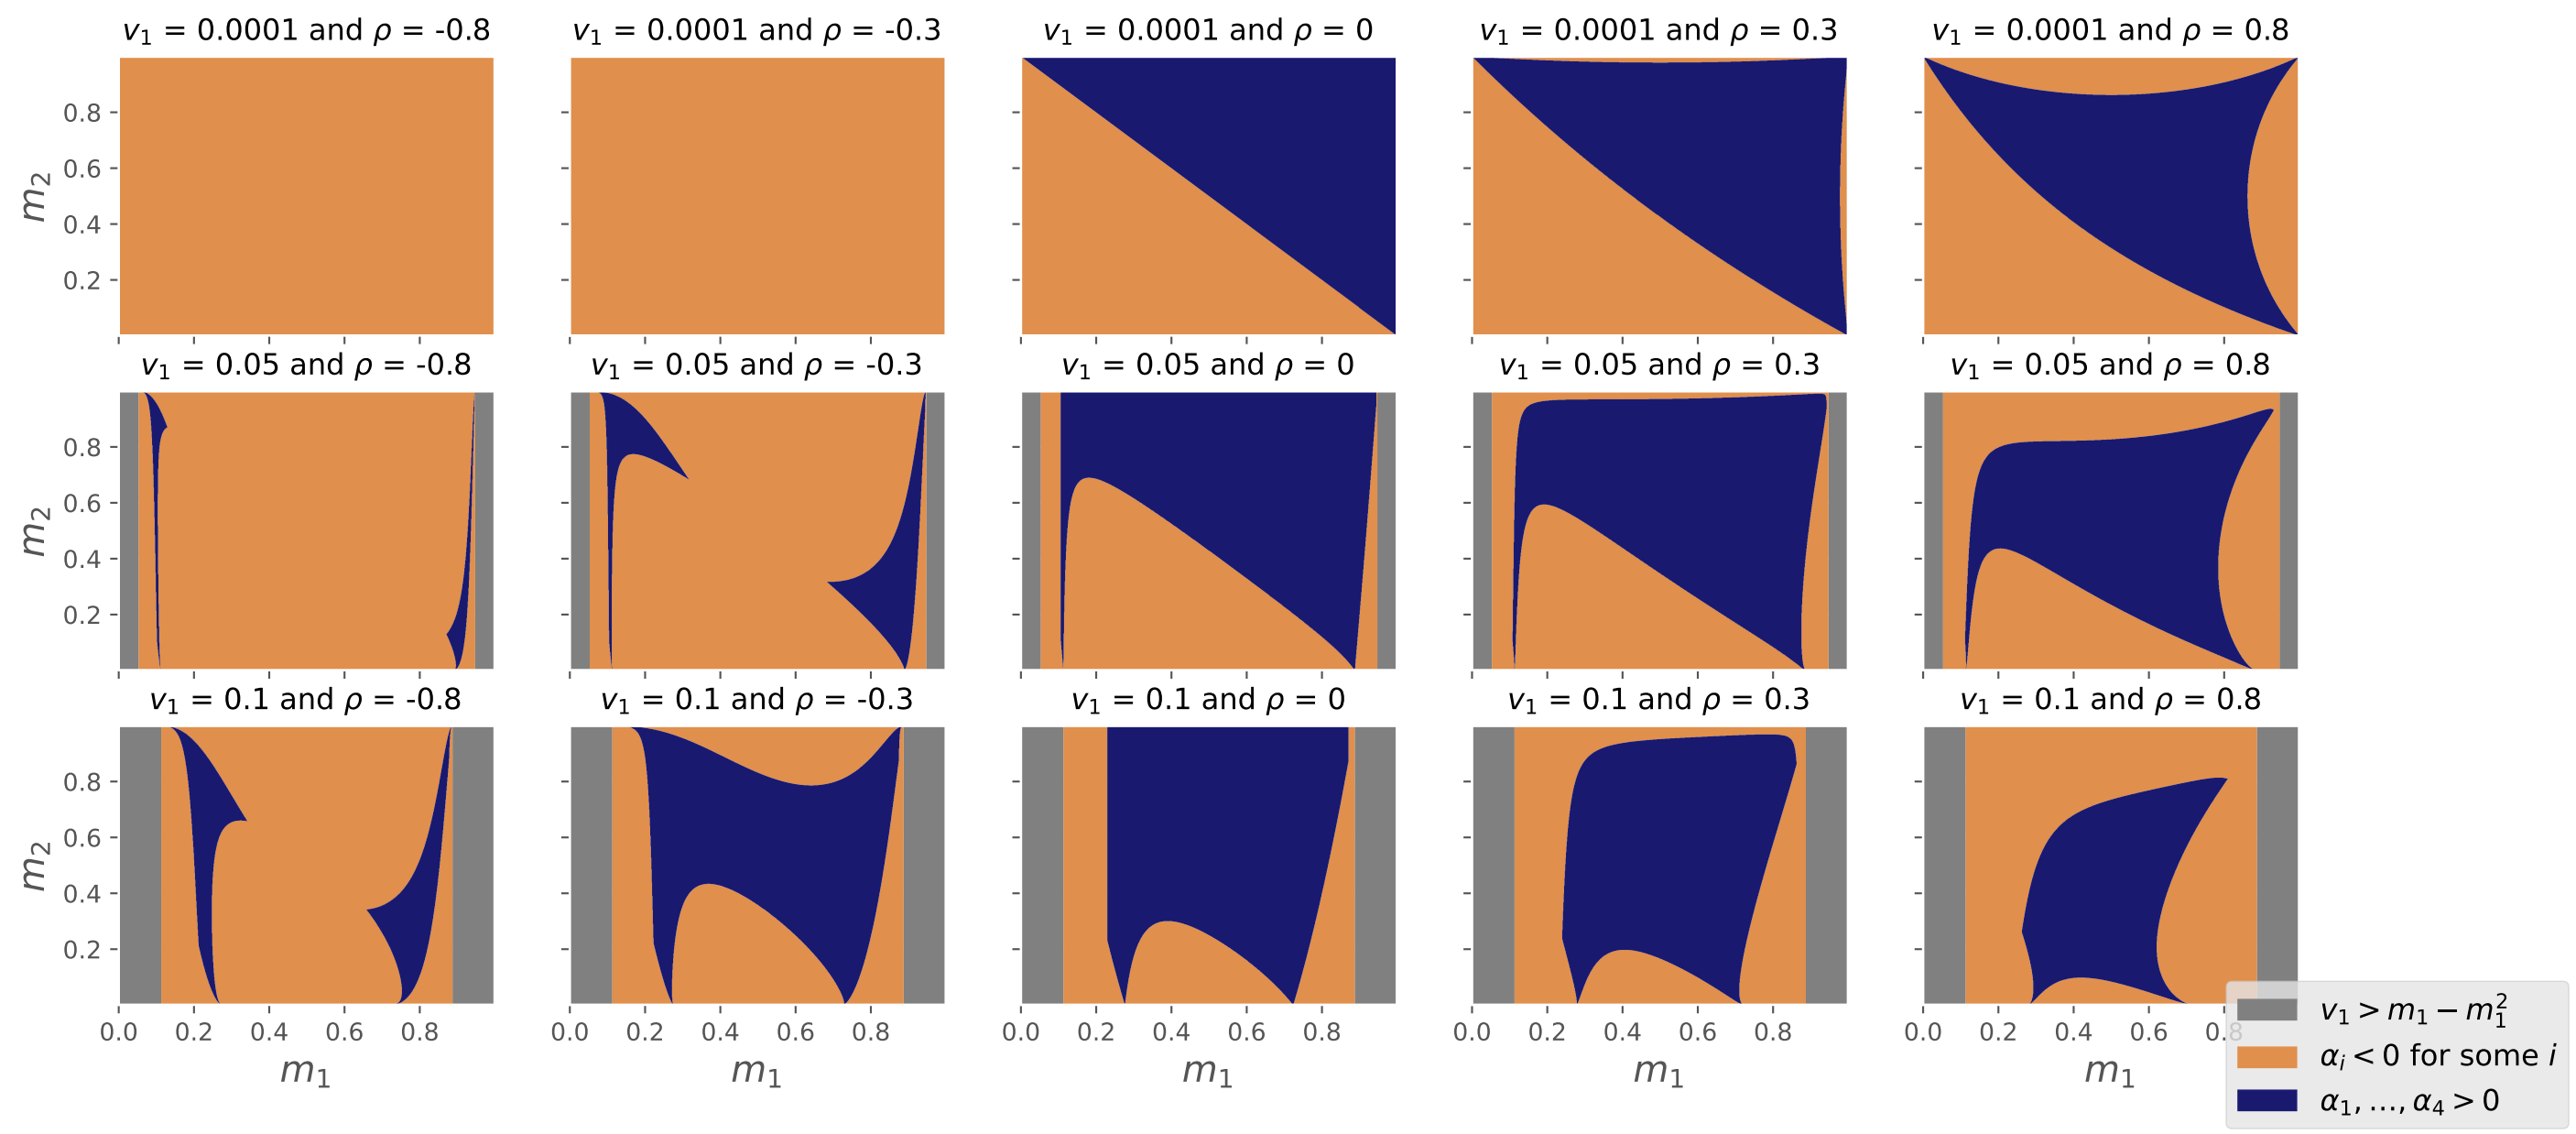 v₁ = 0.0001 and ρ = -0.8
v₁ = 0.0001 and ρ = -0.3
v₁ = 0.0001 and ρ = 0
v₁ = 0.0001 and ρ = 0.3
v₁ = 0.0001 and ρ = 0.8
m₂
0.8
0.6
0.4
0.2
v₁ = 0.05 and ρ = -0.8
v₁ = 0.05 and ρ = -0.3
v₁ = 0.05 and ρ = 0
v₁ = 0.05 and ρ = 0.3
v₁ = 0.05 and ρ = 0.8
m₂
0.8
0.6
0.4
0.2
v₁ = 0.1 and ρ = -0.8
v₁ = 0.1 and ρ = -0.3
v₁ = 0.1 and ρ = 0
v₁ = 0.1 and ρ = 0.3
v₁ = 0.1 and ρ = 0.8
m₂
0.8
0.6
0.4
0.2
0.0 0.2 0.4 0.6 0.8
0.0 0.2 0.4 0.6 0.8
0.0 0.2 0.4 0.6 0.8
0.0 0.2 0.4 0.6 0.8
0.0 0.2 0.4 0.6 0.8
m₁
m₁
m₁
m₁
m₁
v₁ > m₁ − m₁²
αᵢ < 0 for some i
α₁, ..., α₄ > 0